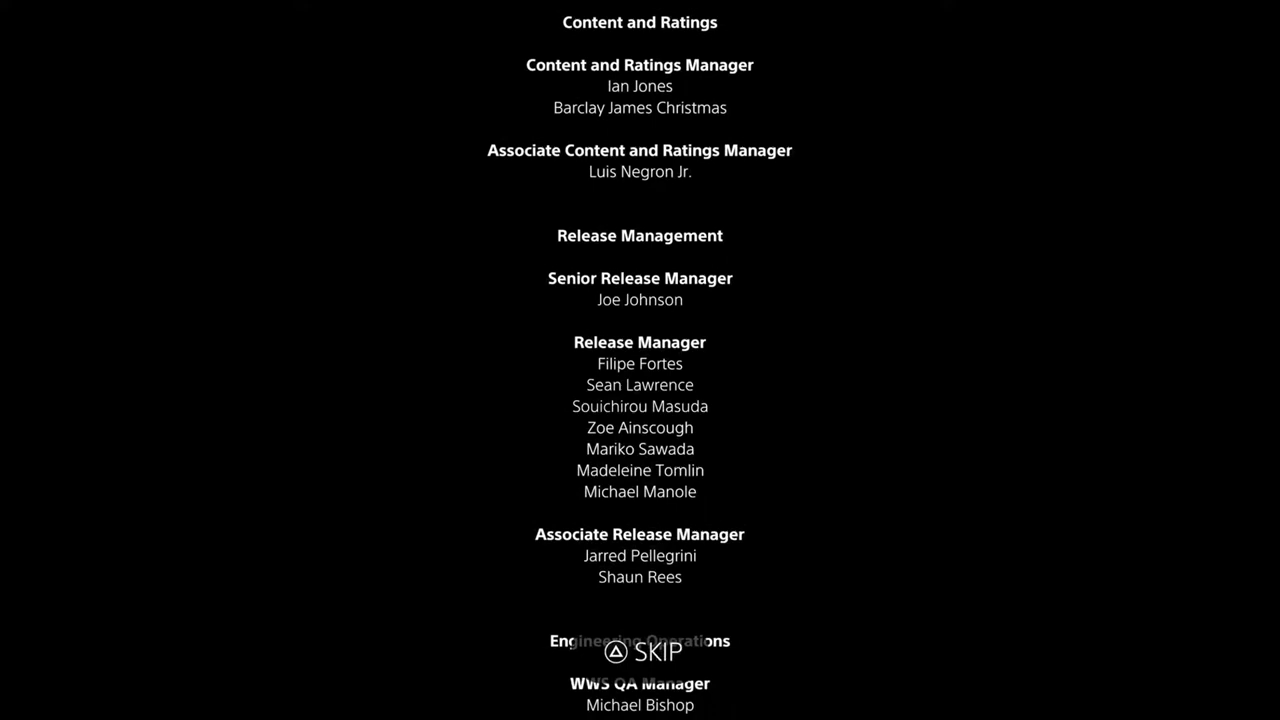 Content and Ratings
Content and Ratings Manager
Ian Jones
Barclay James Christmas
Associate Content and Ratings Manager
Luis Negron Jr.
Release Management
Senior Release Manager
Joe Johnson
Release Manager
Filipe Fortes
Sean Lawrence
Souichirou Masuda
Zoe Ainscough
Mariko Sawada
Madeleine Tomlin
Michael Manole
Associate Release Manager
Jarred Pellegrini
Shaun Rees
Engineering Operations
SKIP
WWS QA Manager
Michael Bishop